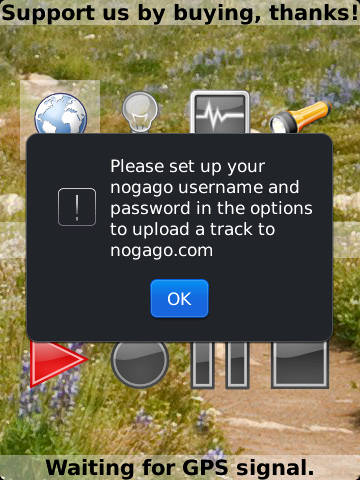 Support us by buying, thanks!
Please set up your
nogago username and
password in the options
to upload a track to
nogago.com
OK
Waiting for GPS signal.